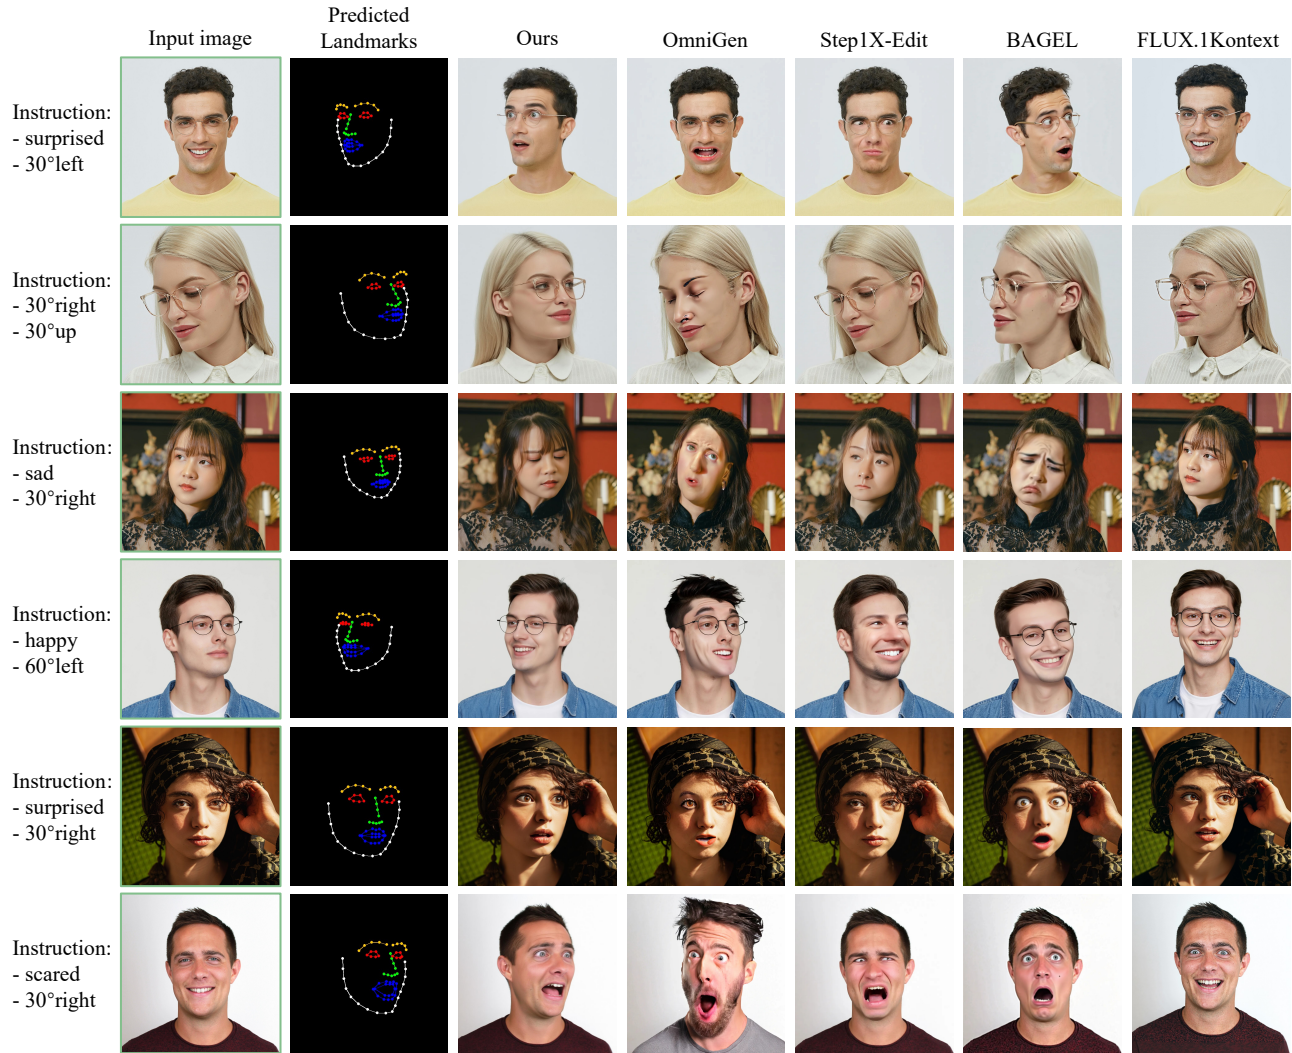 Input image
Predicted
Landmarks
Ours
OmniGen
Step1X-Edit
BAGEL
FLUX.1Kontext
Instruction:
- surprised
- 30°left
Instruction:
- 30°right
- 30°up
Instruction:
- sad
- 30°right
Instruction:
- happy
- 60°left
Instruction:
- surprised
- 30°right
Instruction:
- scared
- 30°right